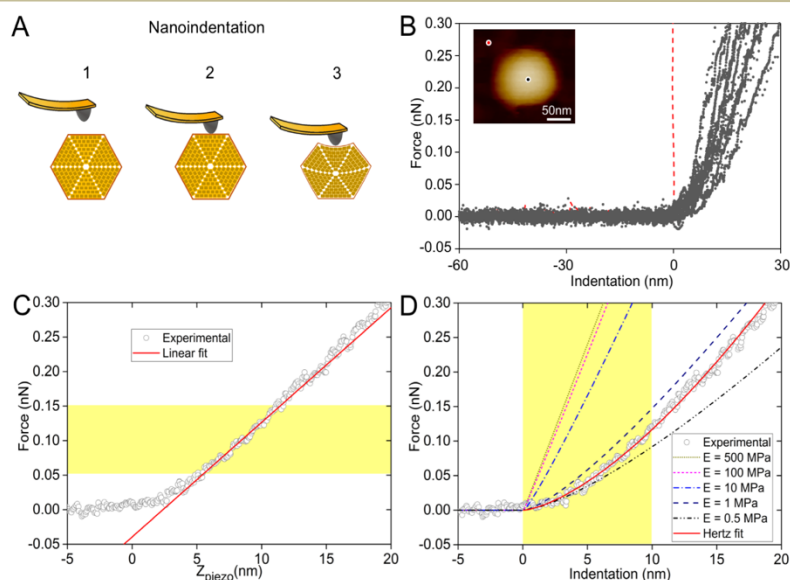 A
Nanoindentation
1 2 3
B
Force (nN)
0.30
0.25
0.20
0.15
0.10
0.05
0.00
-0.05
50nm
-60 -30 0 30
Indentation (nm)
C
Force (nN)
0.30
0.25
0.20
0.15
0.10
0.05
0.00
-0.05
Experimental
Linear fit
-5 0 5 10 15 20
Zpiezo(nm)
D
Force (nN)
0.30
0.25
0.20
0.15
0.10
0.05
0.00
-0.05
Experimental
E = 500 MPa
E = 100 MPa
E = 10 MPa
E = 1 MPa
E = 0.5 MPa
Hertz fit
-5 0 5 10 15 20
Indentation (nm)